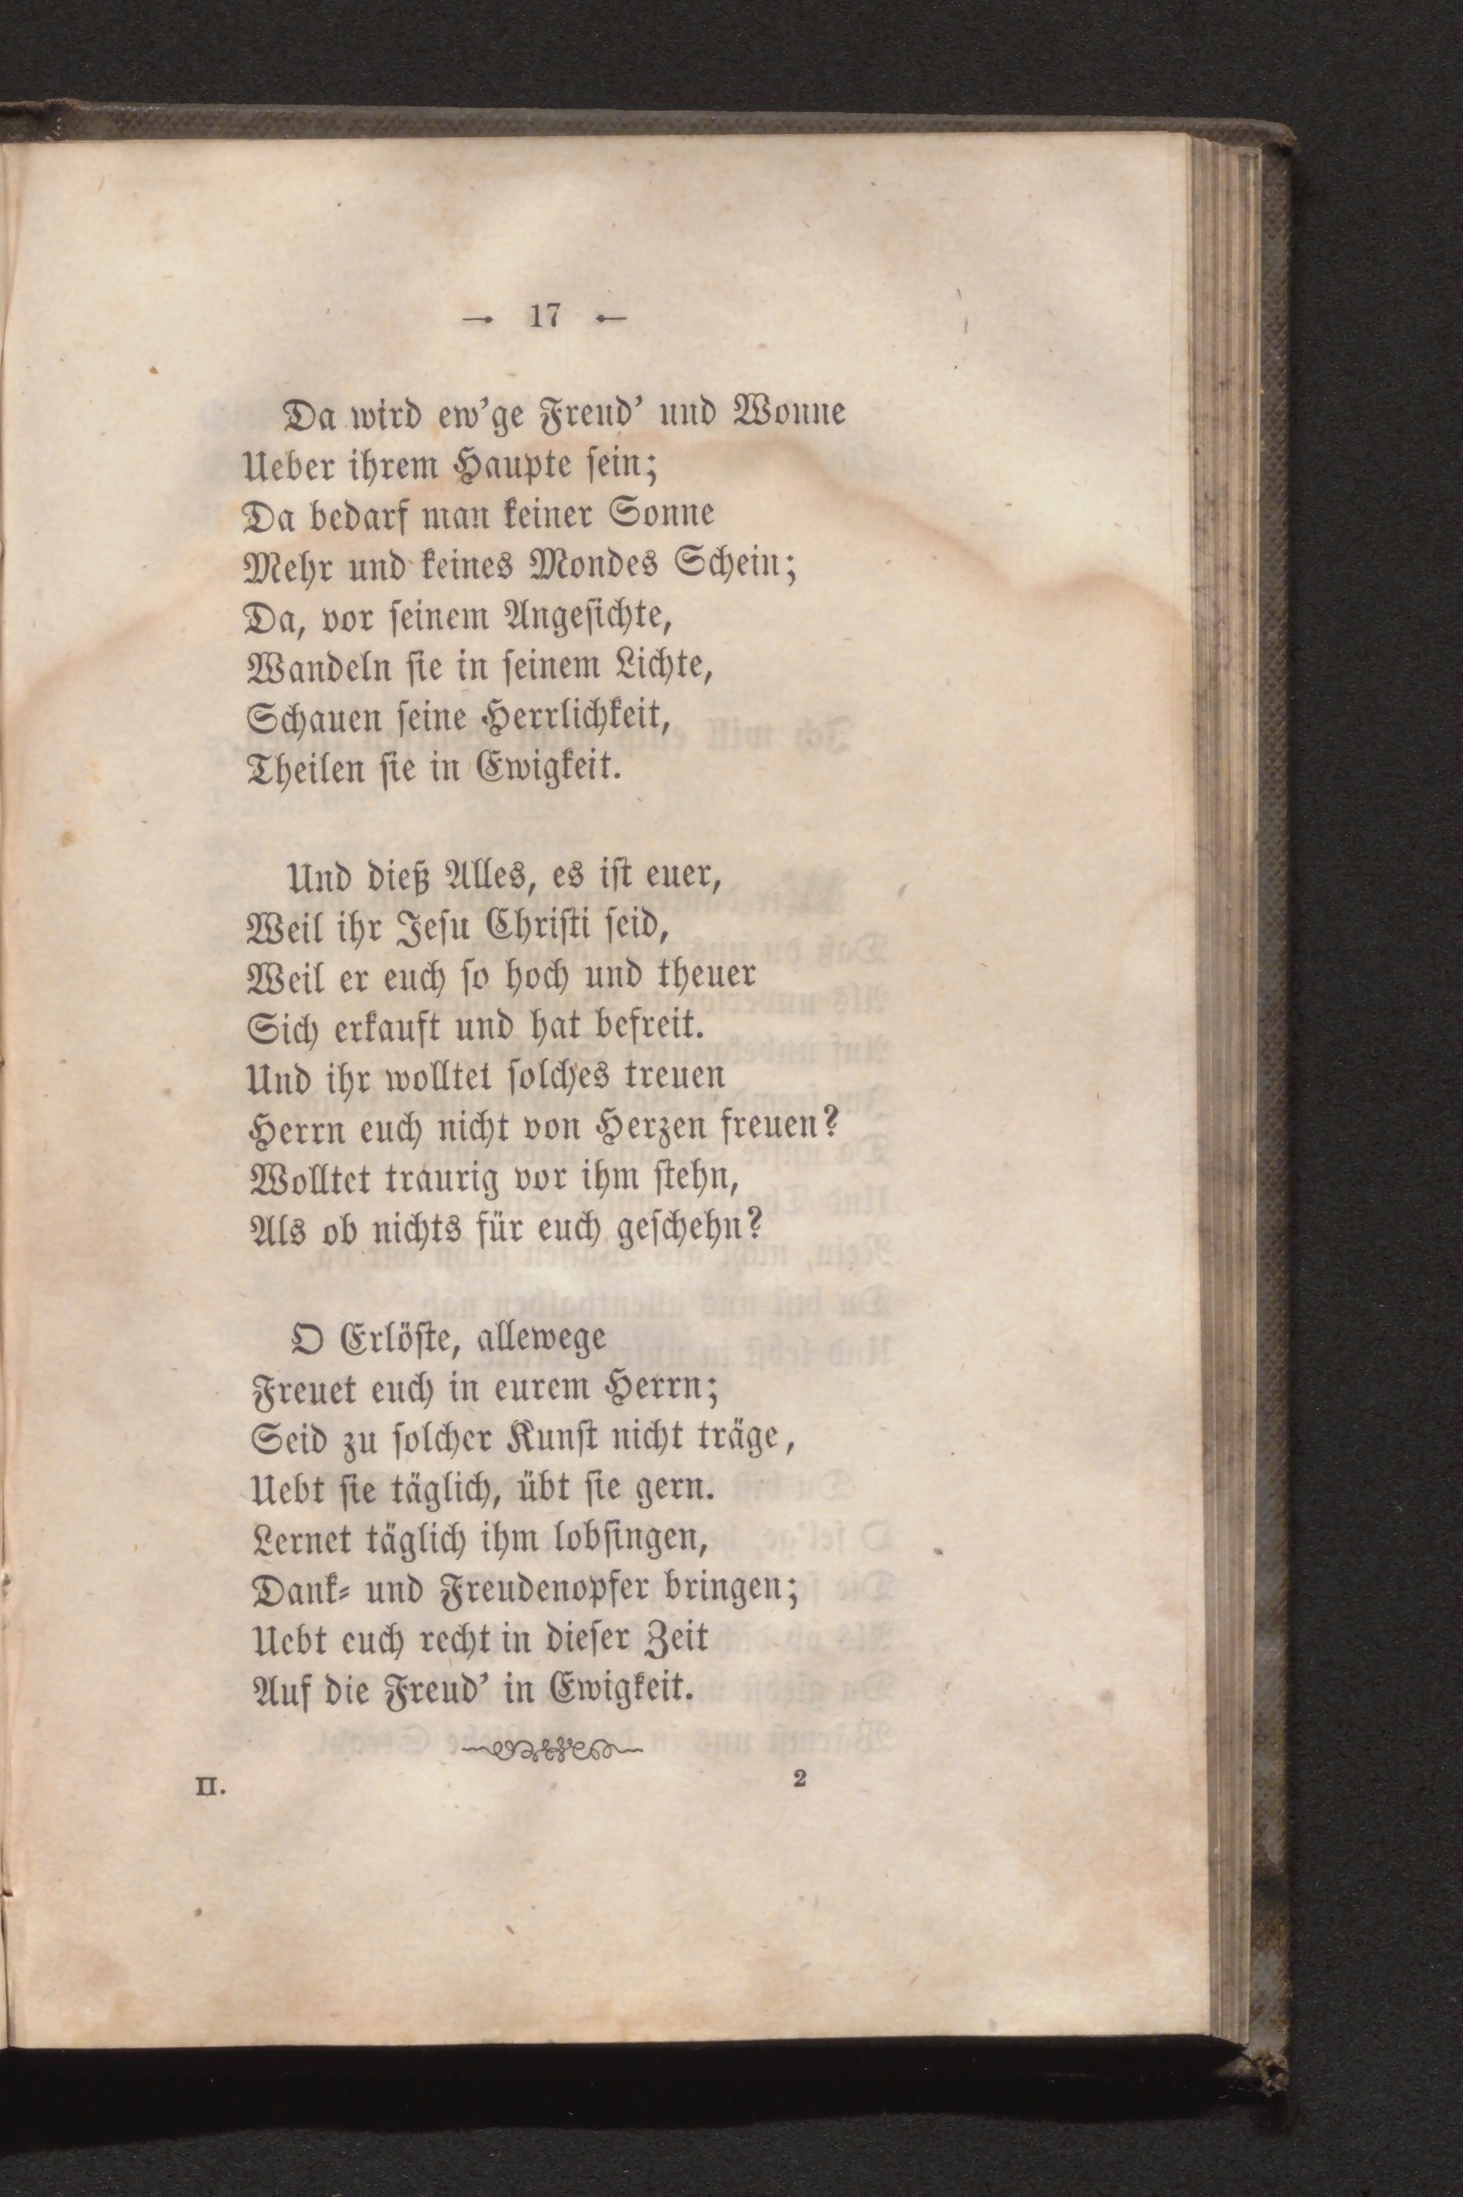 — 17 —
Da wird ew'ge Freud' und Wonne
Ueber ihrem Haupte sein;
Da bedarf man keiner Sonne
Mehr und keines Mondes Schein;
Da, vor seinem Angesichte,
Wandeln sie in seinem Lichte,
Schauen seine Herrlichkeit,
Theilen sie in Ewigkeit.
Und dieß Alles, es ist euer,
Weil ihr Jesu Christi seid,
Weil er euch so hoch und theuer
Sich erkauft und hat befreit.
Und ihr wolltet solches treuen
Herrn euch nicht von Herzen freuen?
Wolltet traurig vor ihm stehn,
Als ob nichts für euch geschehn?
O Erlöste, allewege
Freuet euch in eurem Herrn;
Seid zu solcher Kunst nicht träge,
Uebt sie täglich, übt sie gern.
Lernet täglich ihm lobsingen,
Dank- und Freudenopfer bringen;
Uebt euch recht in dieser Zeit
Auf die Freud' in Ewigkeit.
II. 2